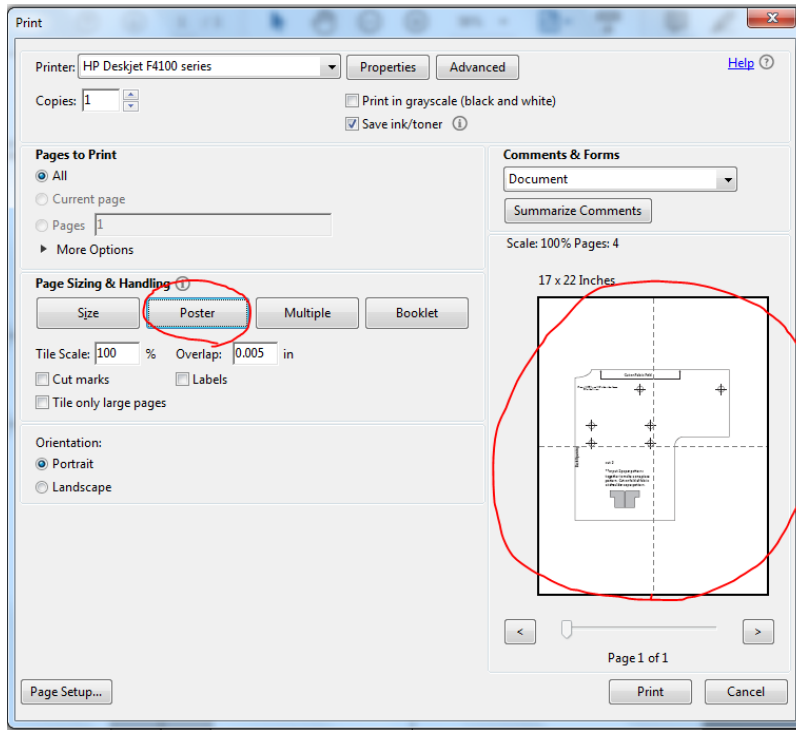 Print
Printer: HP Deskjet F4100 series Properties Advanced Help
Copies: 1 Print in grayscale (black and white)
Save ink/toner
Pages to Print
All
Current page
Pages 1
More Options
Comments & Forms
Document
Summarize Comments
Scale: 100% Pages: 4
17 x 22 Inches
Page Sizing & Handling
Size Poster Multiple Booklet
Tile Scale: 100 % Overlap: 0.005 in
Cut marks Labels
Tile only large pages
Orientation:
Portrait
Landscape
< >
Page 1 of 1
Page Setup... Print Cancel